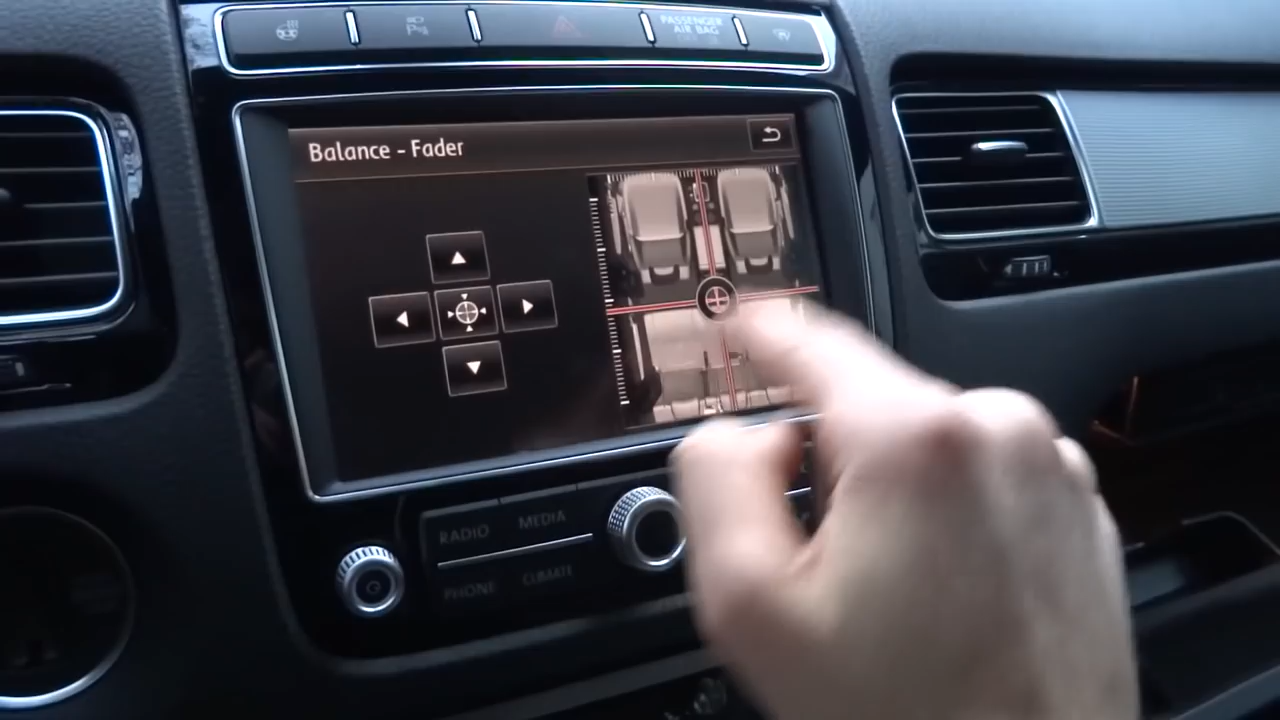 PASSENGER
AIR BAG
Balance - Fader
RADIO
MEDIA
PHONE
CLIMATE